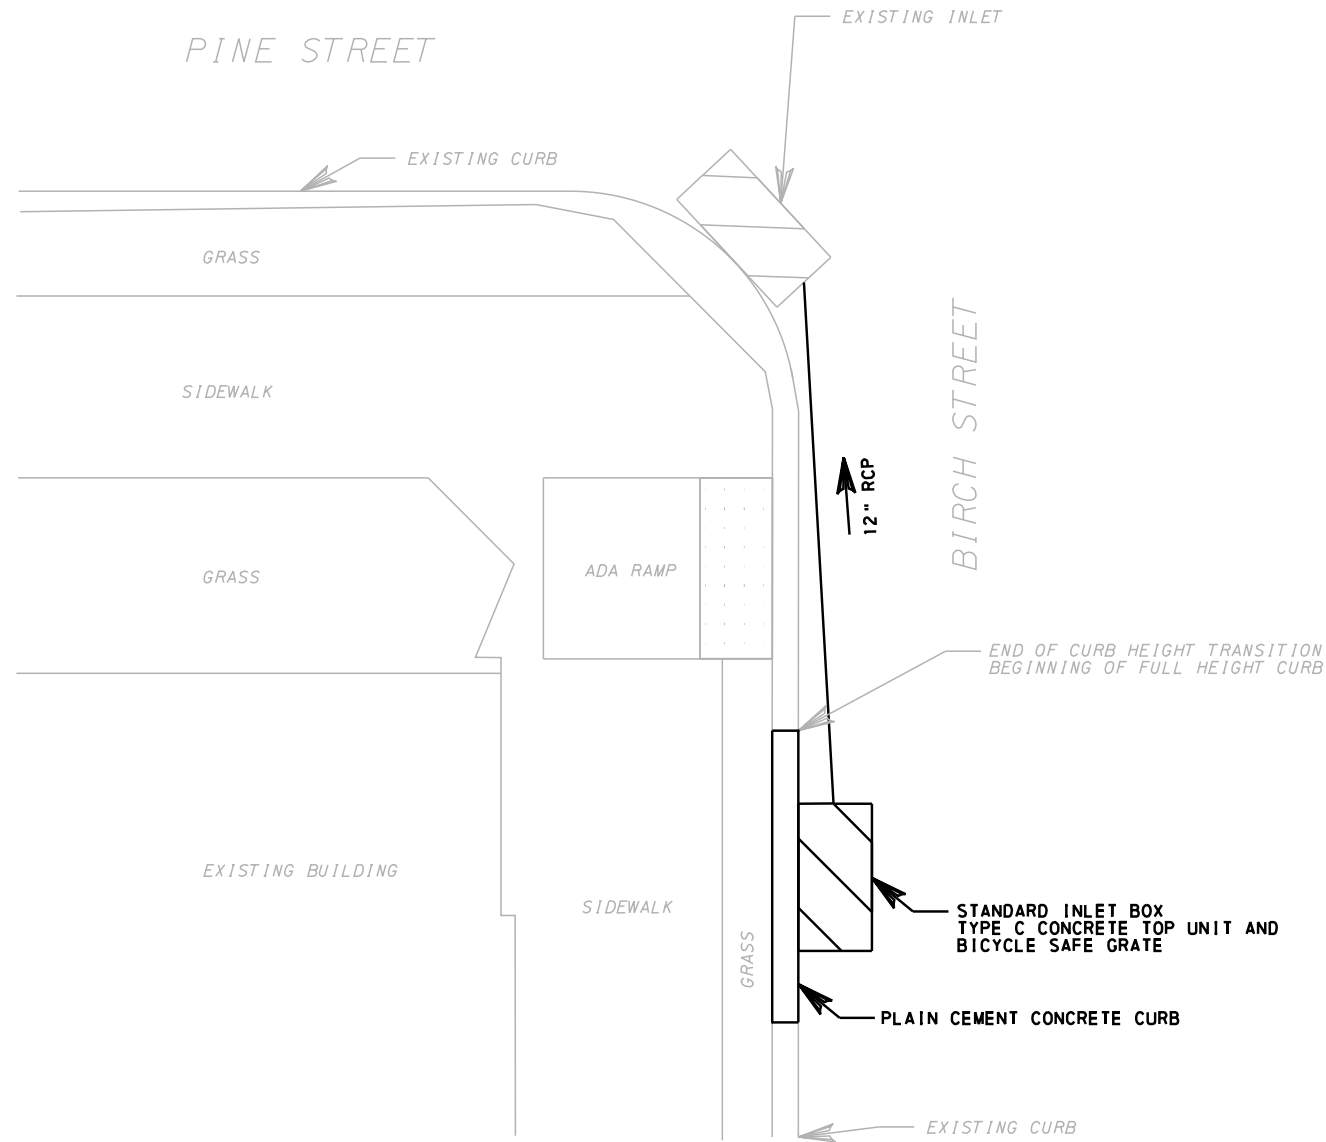 EXISTING INLET
PINE STREET
EXISTING CURB
GRASS
SIDEWALK
BIRCH STREET
12" RCP
GRASS
ADA RAMP
END OF CURB HEIGHT TRANSITION
BEGINNING OF FULL HEIGHT CURB
EXISTING BUILDING
SIDEWALK
GRASS
STANDARD INLET BOX
TYPE C CONCRETE TOP UNIT AND
BICYCLE SAFE GRATE
PLAIN CEMENT CONCRETE CURB
EXISTING CURB